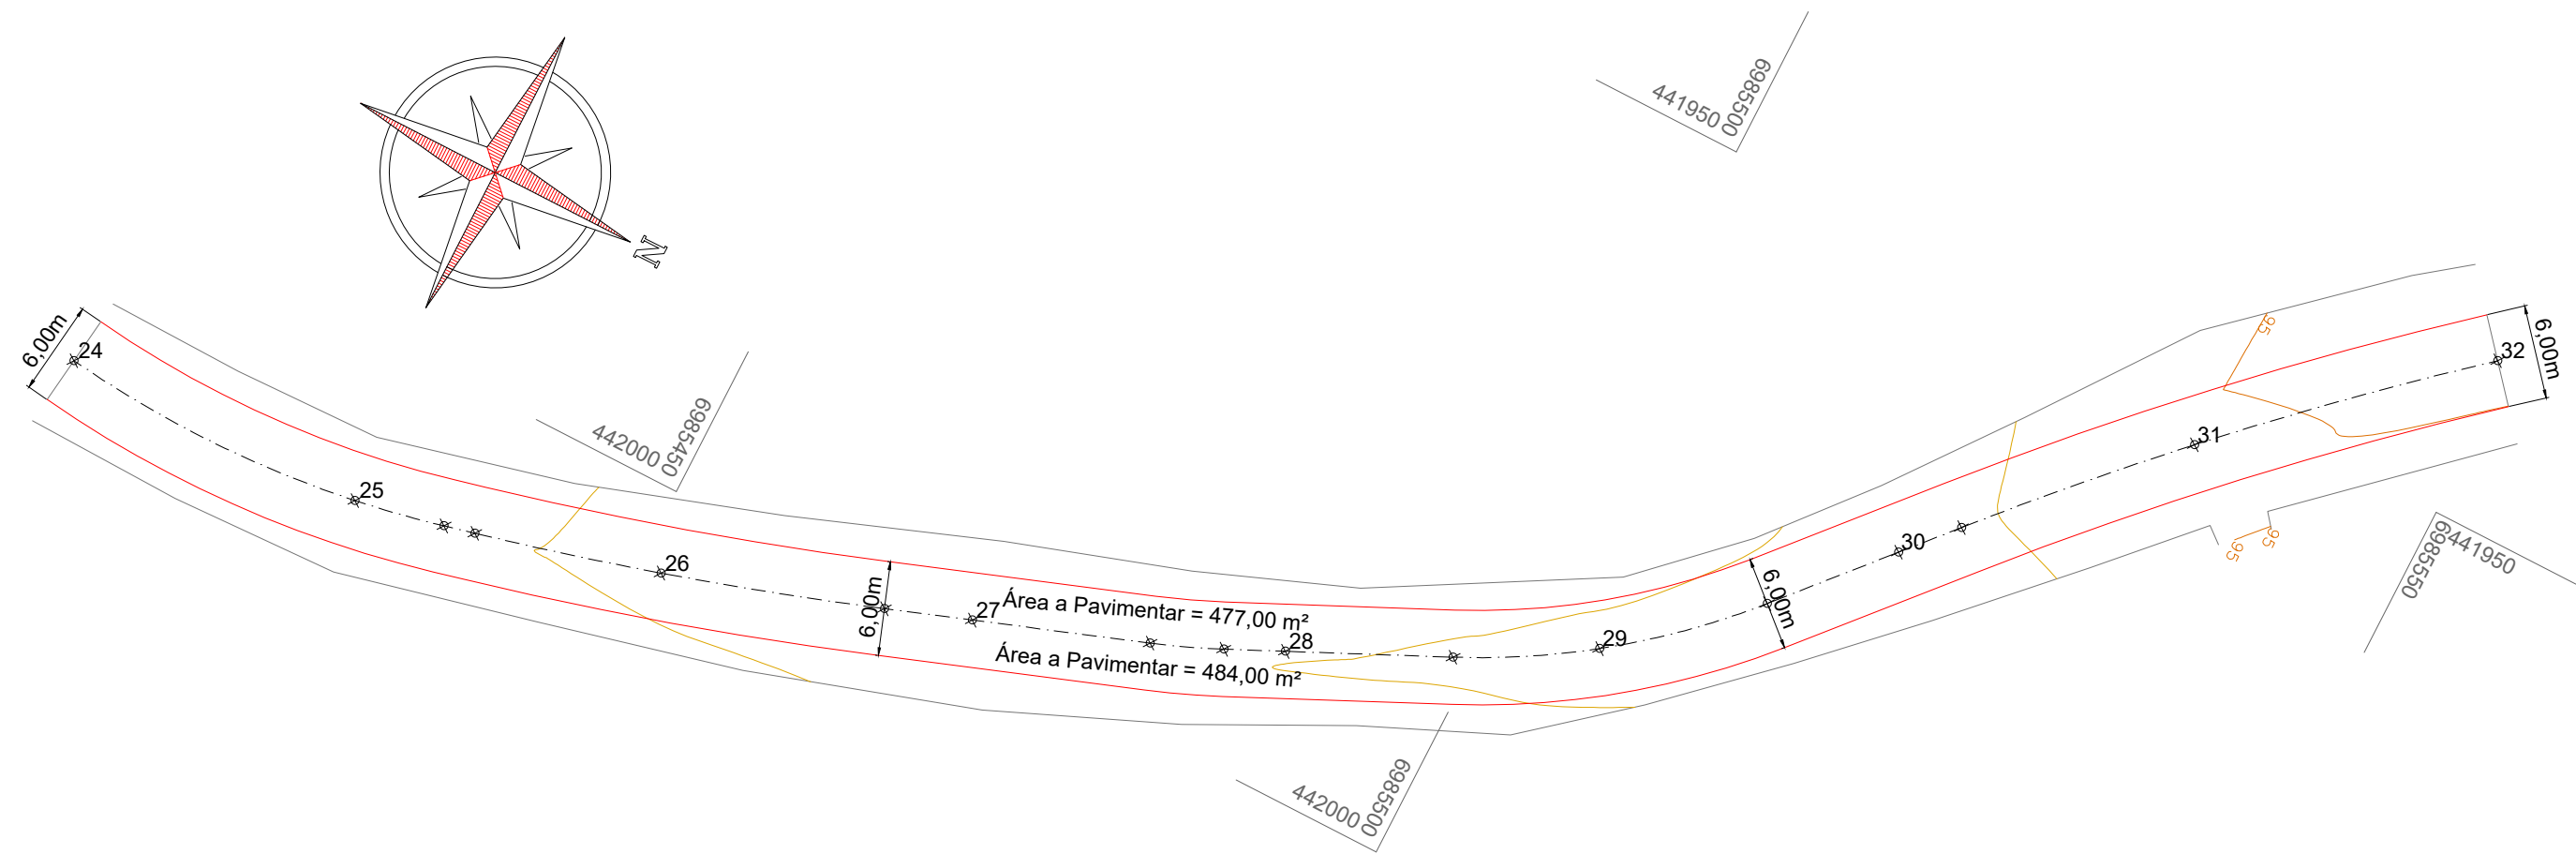 N
441950
6985500
6,00m
24
25
442000
6985450
26
6,00m
27
Área a Pavimentar = 477,00 m²
Área a Pavimentar = 484,00 m²
28
29
6,00m
30
31
32
6,00m
95
95
95
6985550
441950
442000
6985500